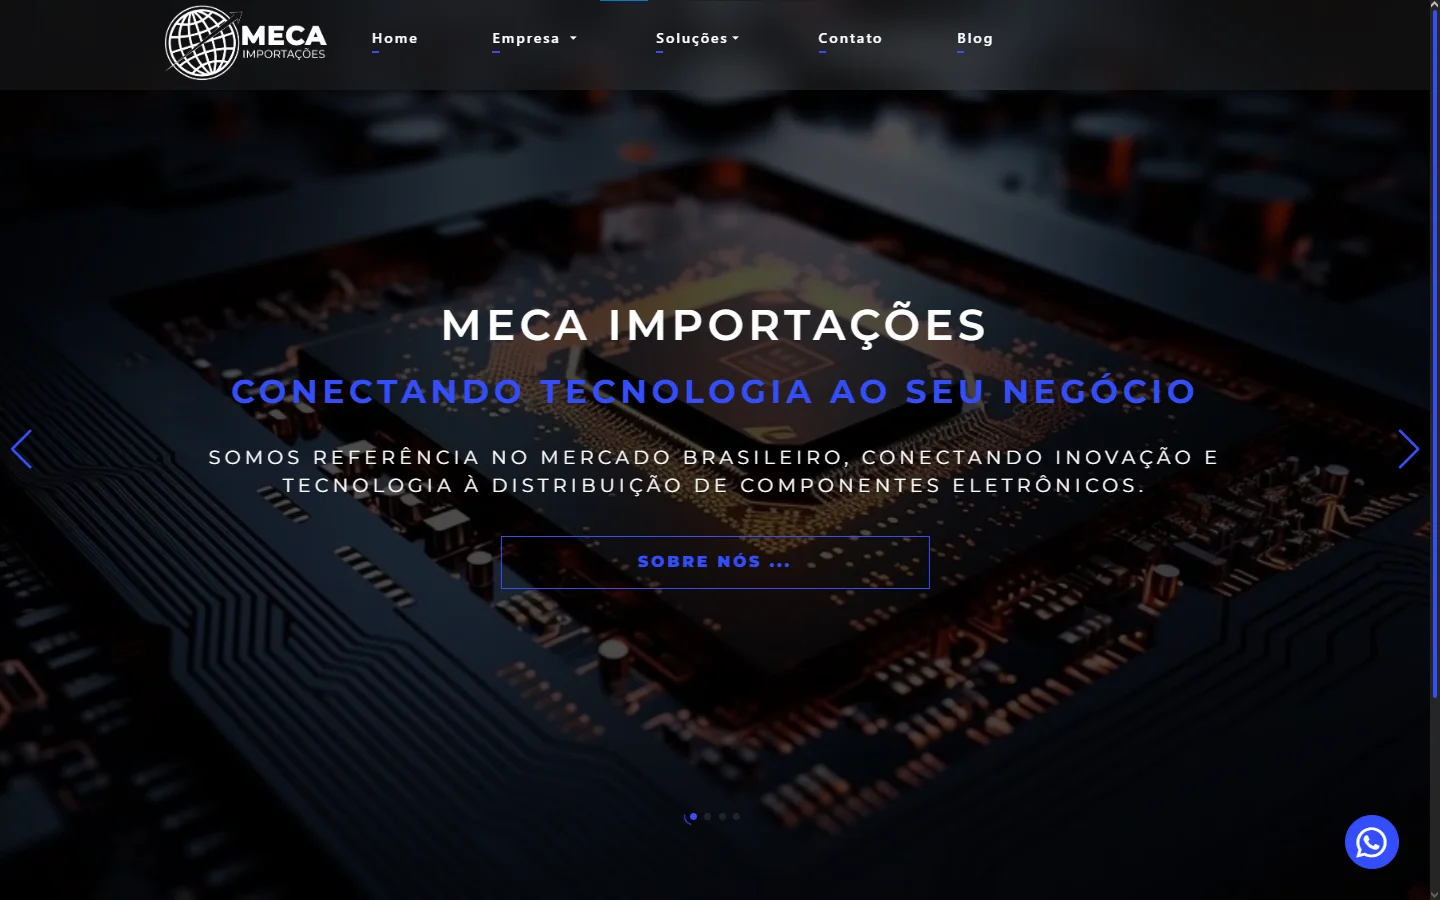 MECA
IMPORTAÇÕES
Home
Empresa
Soluções
Contato
Blog
MECA IMPORTAÇÕES
CONECTANDO TECNOLOGIA AO SEU NEGÓCIO
SOMOS REFERÊNCIA NO MERCADO BRASILEIRO, CONECTANDO INOVAÇÃO E
TECNOLOGIA À DISTRIBUIÇÃO DE COMPONENTES ELETRÔNICOS.
SOBRE NÓS ...